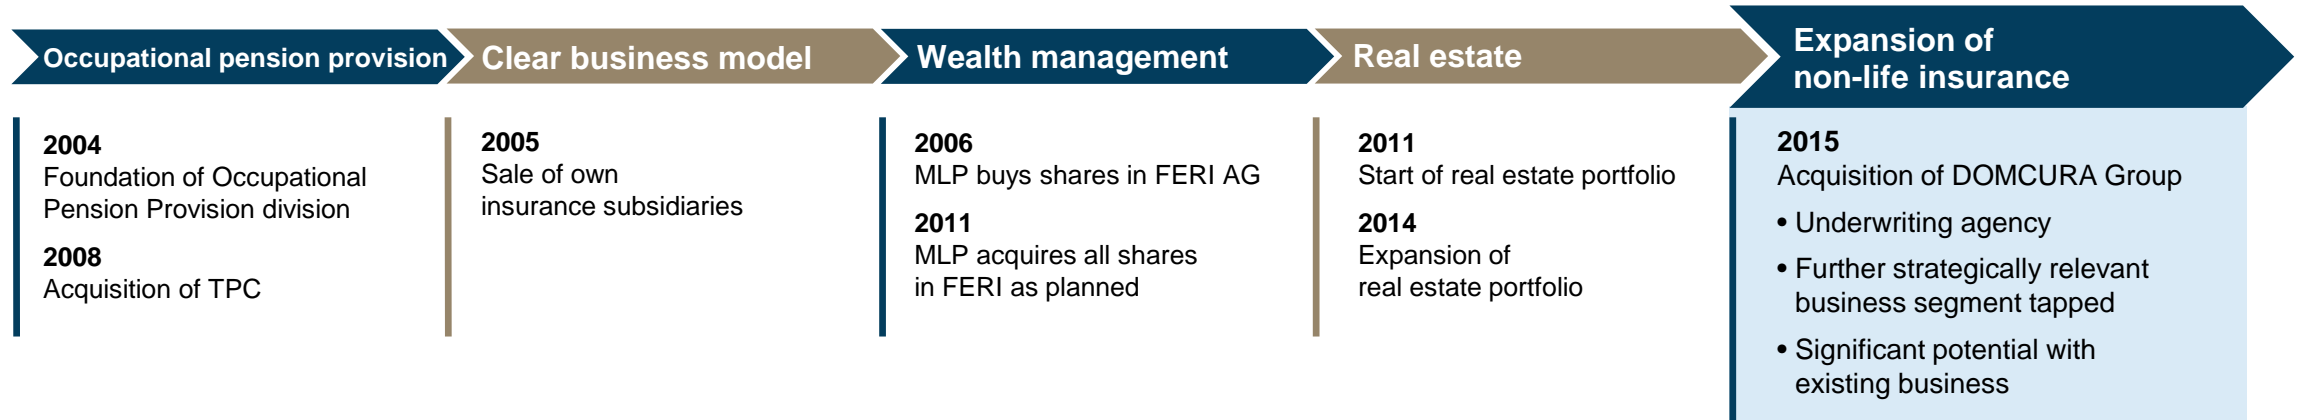 Occupational pension provision
Clear business model
Wealth management
Real estate
Expansion of
non-life insurance
2004
Foundation of Occupational
Pension Provision division
2008
Acquisition of TPC
2005
Sale of own
insurance subsidiaries
2006
MLP buys shares in FERI AG
2011
MLP acquires all shares
in FERI as planned
2011
Start of real estate portfolio
2014
Expansion of
real estate portfolio
2015
Acquisition of DOMCURA Group
• Underwriting agency
• Further strategically relevant
business segment tapped
• Significant potential with
existing business